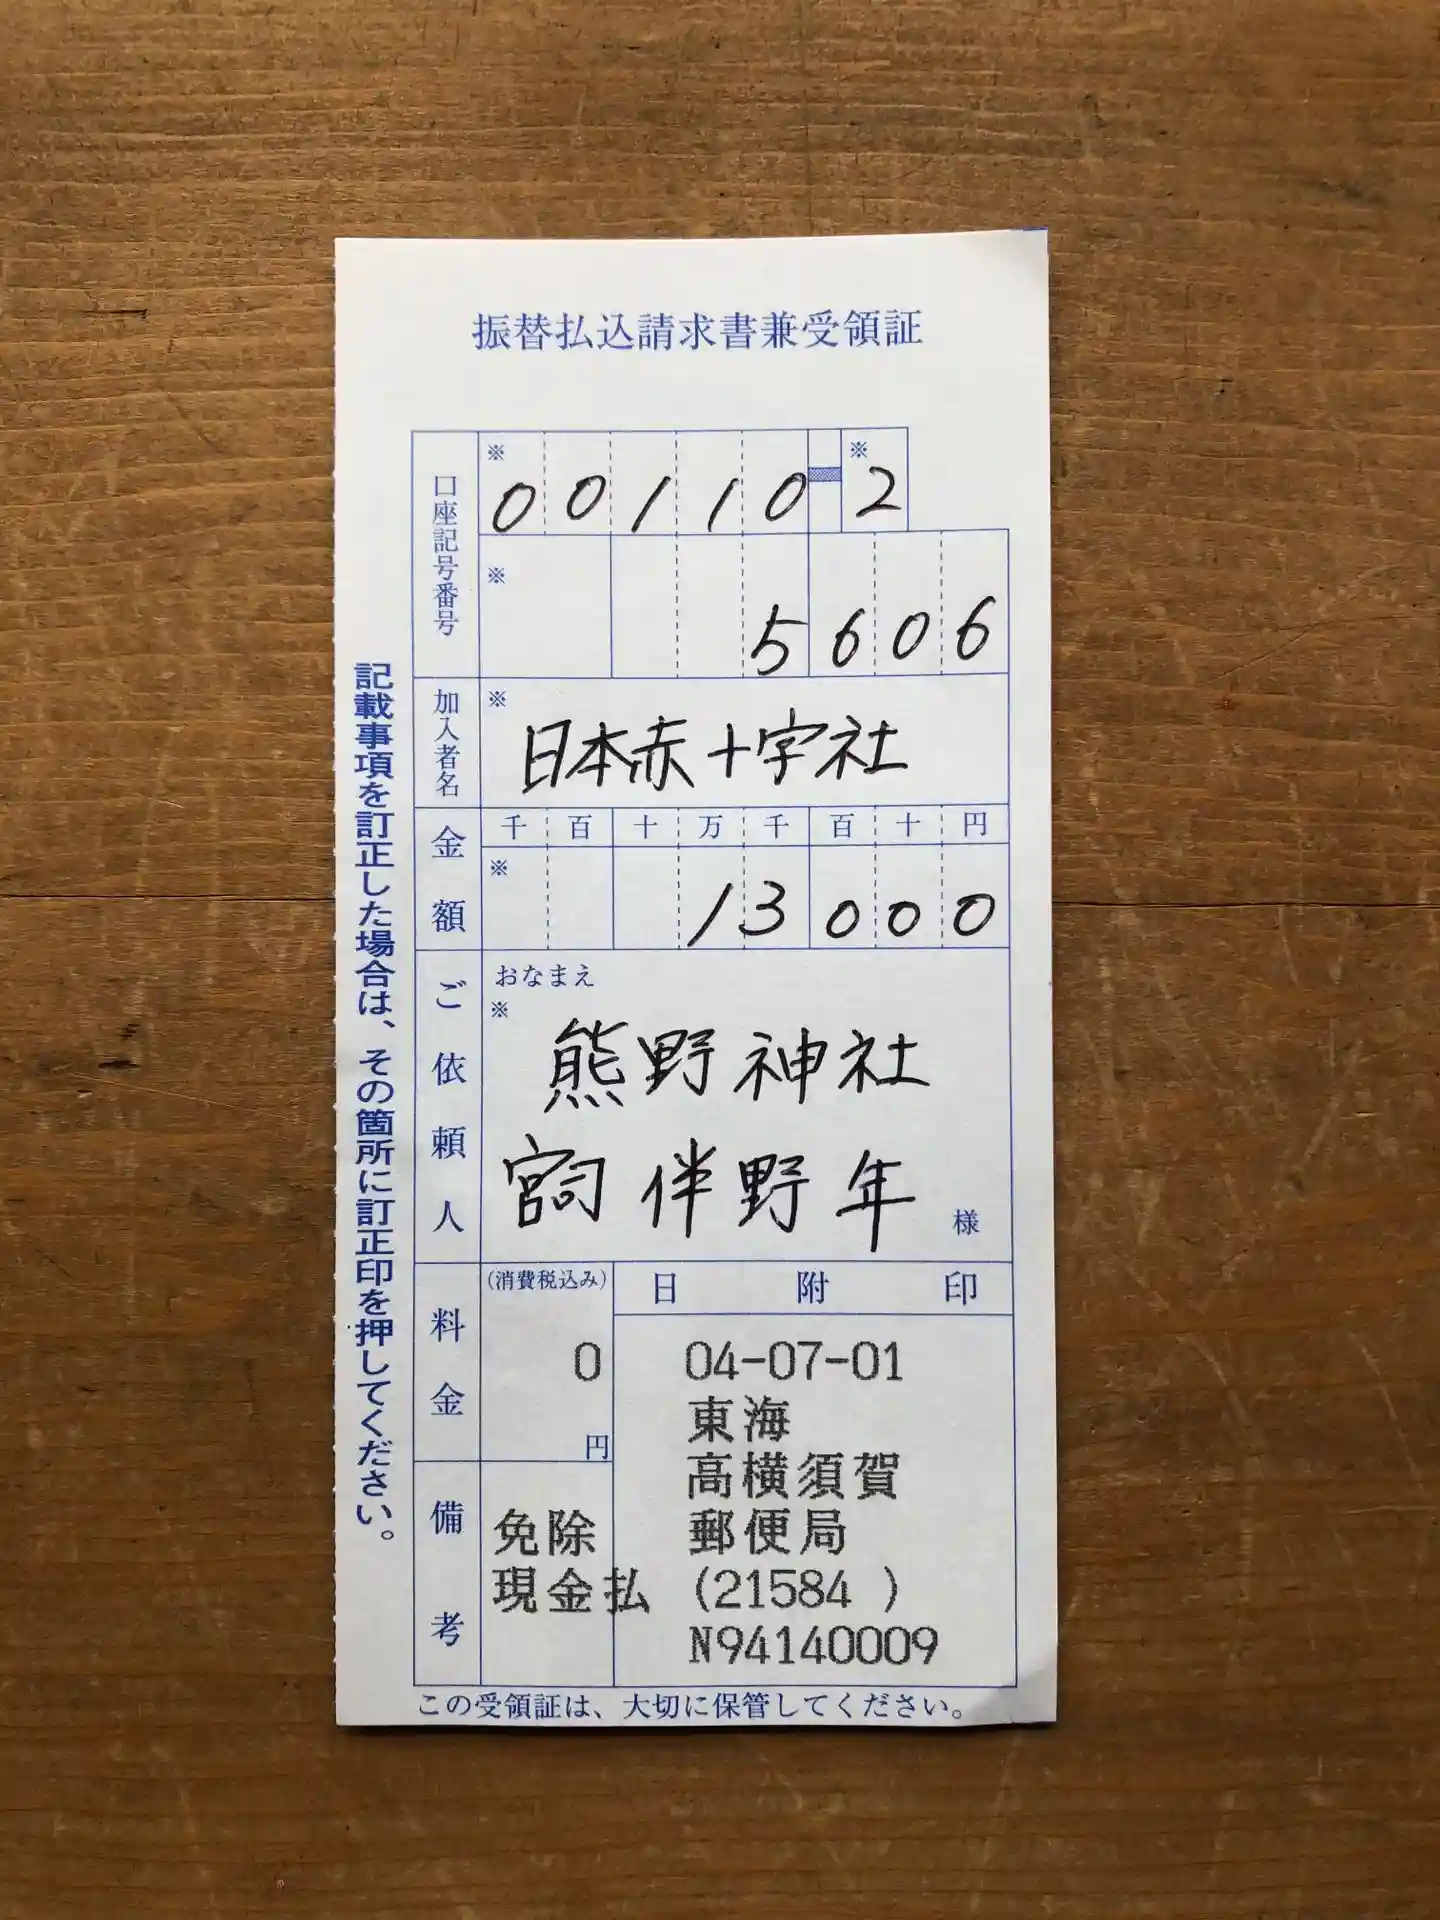 振替払込請求書兼受領証
口座記号番号
※ 00110 ※ 2
※ 5606
加入者名
※ 日本赤十字社
金額
千 百 十 万 千 百 十 円
※ 13000
ご依頼人
おなまえ
※
熊野神社
宮司 伴野年 様
料金
(消費税込み)
0
円
備考
免除
現金払
日附印
04-07-01
東海
高横須賀
郵便局
(21584 )
N94140009
この受領証は、大切に保管してください。
記載事項を訂正した場合は、その箇所に訂正印を押してください。